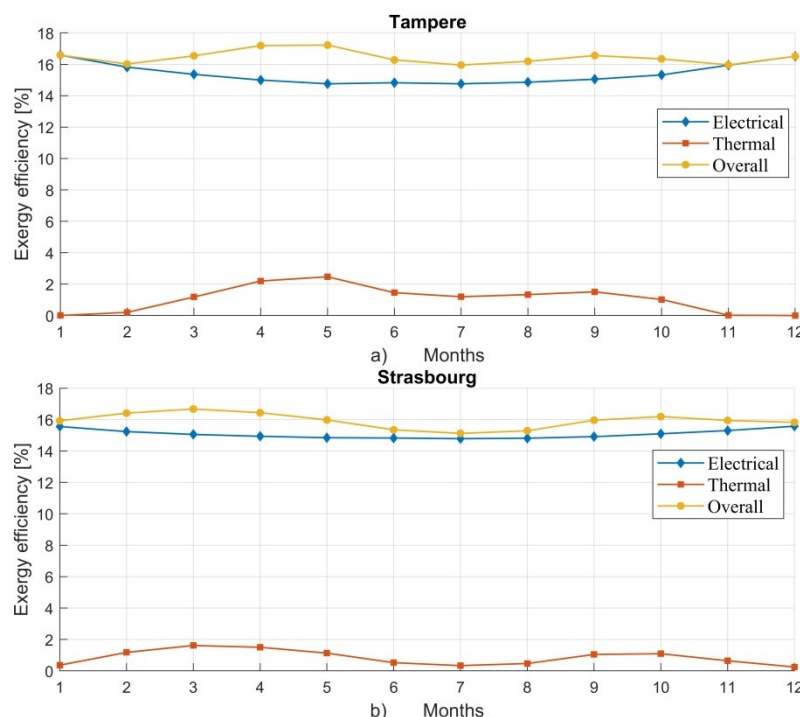 Tampere
18
16
14
12
10
8
6
4
2
0
Exergy efficiency [%]
Electrical
Thermal
Overall
1 2 3 4 5 6 7 8 9 10 11 12
a) Months
Strasbourg
18
16
14
12
10
8
6
4
2
0
Exergy efficiency [%]
Electrical
Thermal
Overall
1 2 3 4 5 6 7 8 9 10 11 12
b) Months